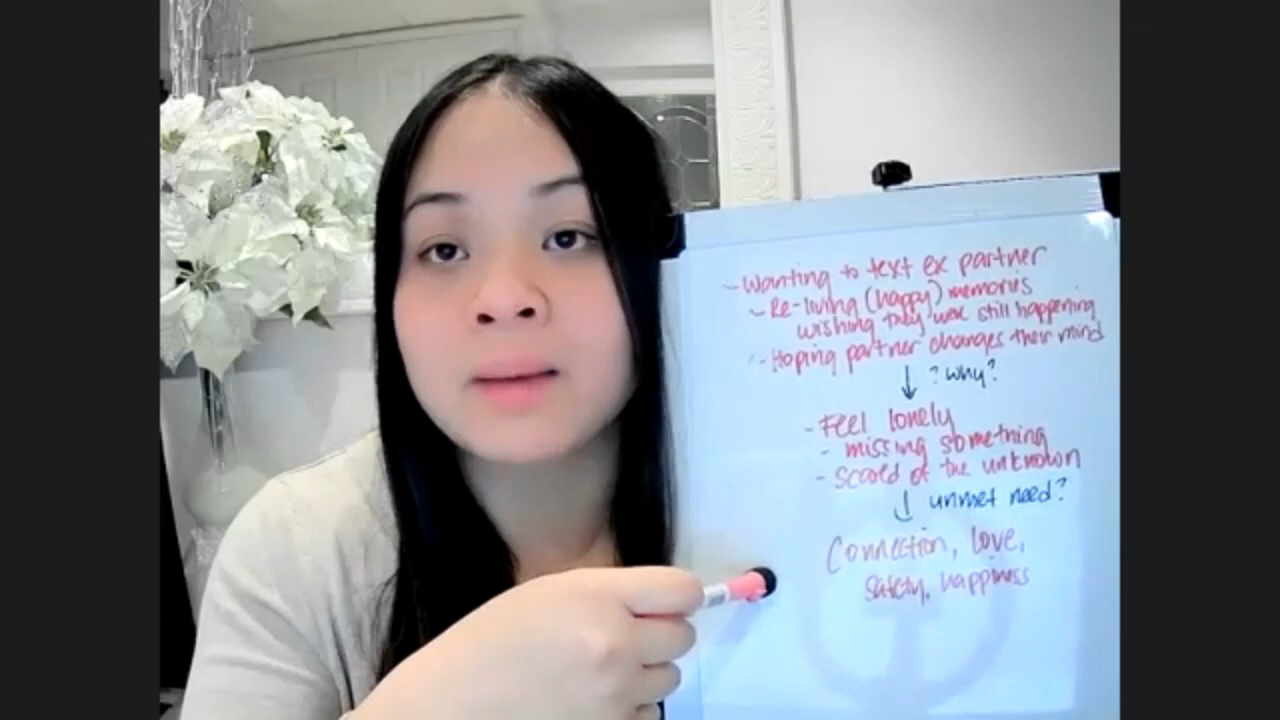 - Wanting to text ex partner
- Re-living (happy) memories
wishing they were still happening
- Hoping partner changes their mind
↓ ?why?
- Feel lonely
- missing something
- scared of the unknown
↓ unmet need?
Connection, love,
safety, happiness